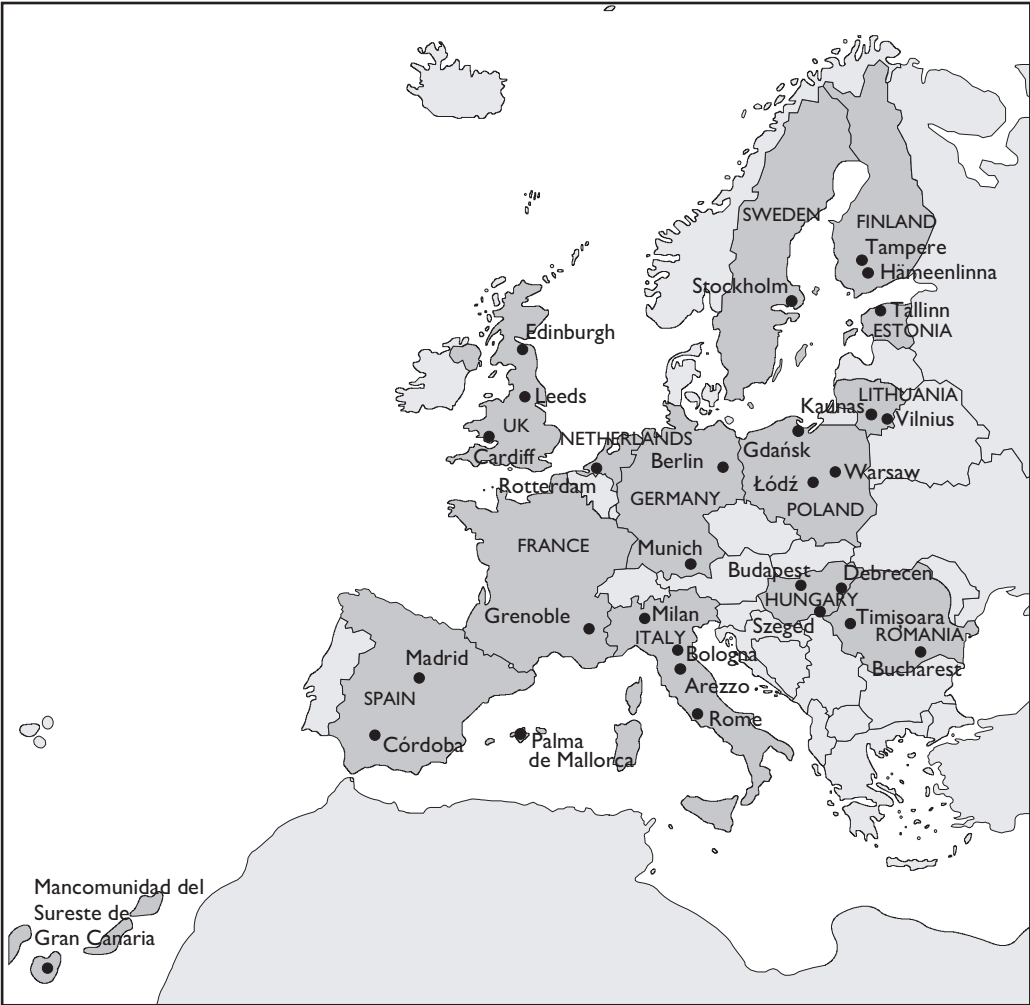 SWEDEN
FINLAND
Tampere
Hämeenlinna
Stockholm
Tallinn
ESTONIA
Edinburgh
Leeds
LITHUANIA
Kaunas
Vilnius
UK
NETHERLANDS
Gdańsk
Cardiff
Berlin
Warsaw
Rotterdam
Łódź
GERMANY
POLAND
FRANCE
Munich
Budapest
Debrecen
HUNGARY
Grenoble
Milan
Szeged
Timişoara
ITALY
ROMANIA
Bologna
Madrid
Bucharest
Arezzo
SPAIN
Rome
Córdoba
Palma
de Mallorca
Mancomunidad del
Sureste de
Gran Canaria